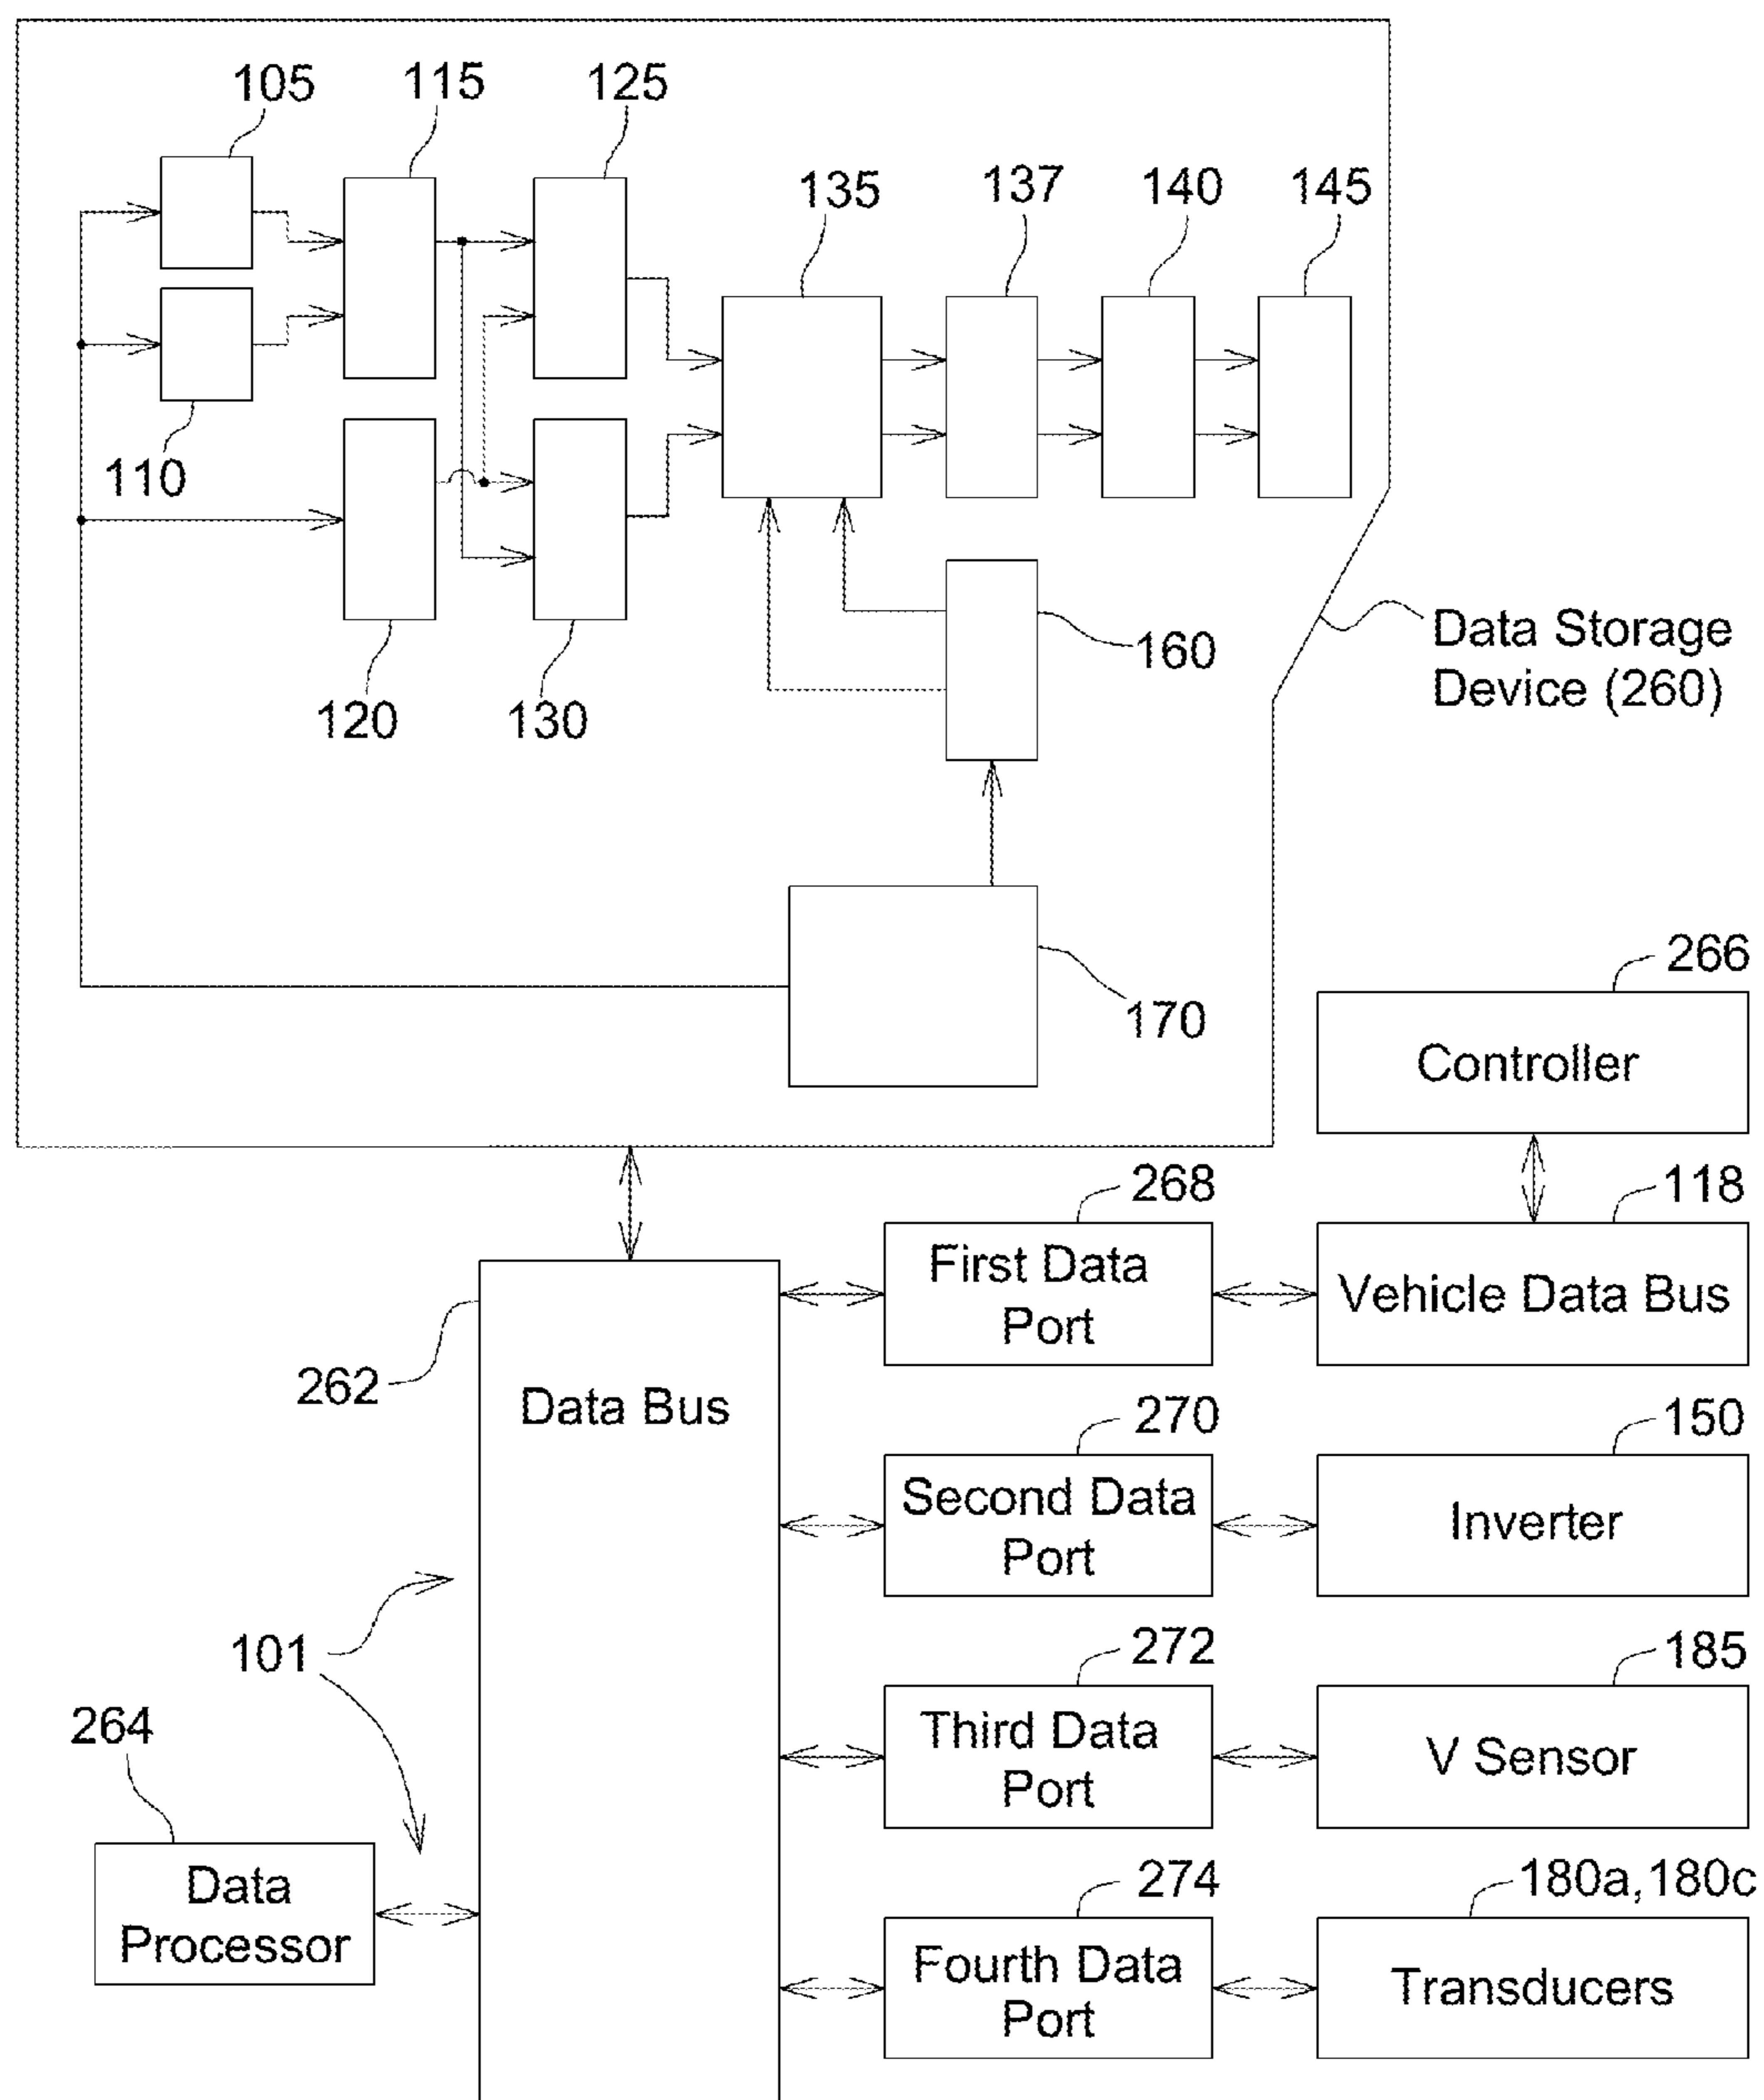 105
115
125
135
137
140
145
110
120
130
160
Data Storage
Device (260)
170
266
Controller
268
118
First Data
Port
Vehicle Data Bus
262
Data Bus
270
150
Second Data
Port
Inverter
101
272
185
264
Third Data
Port
V Sensor
Data
Processor
274
180a,180c
Fourth Data
Port
Transducers